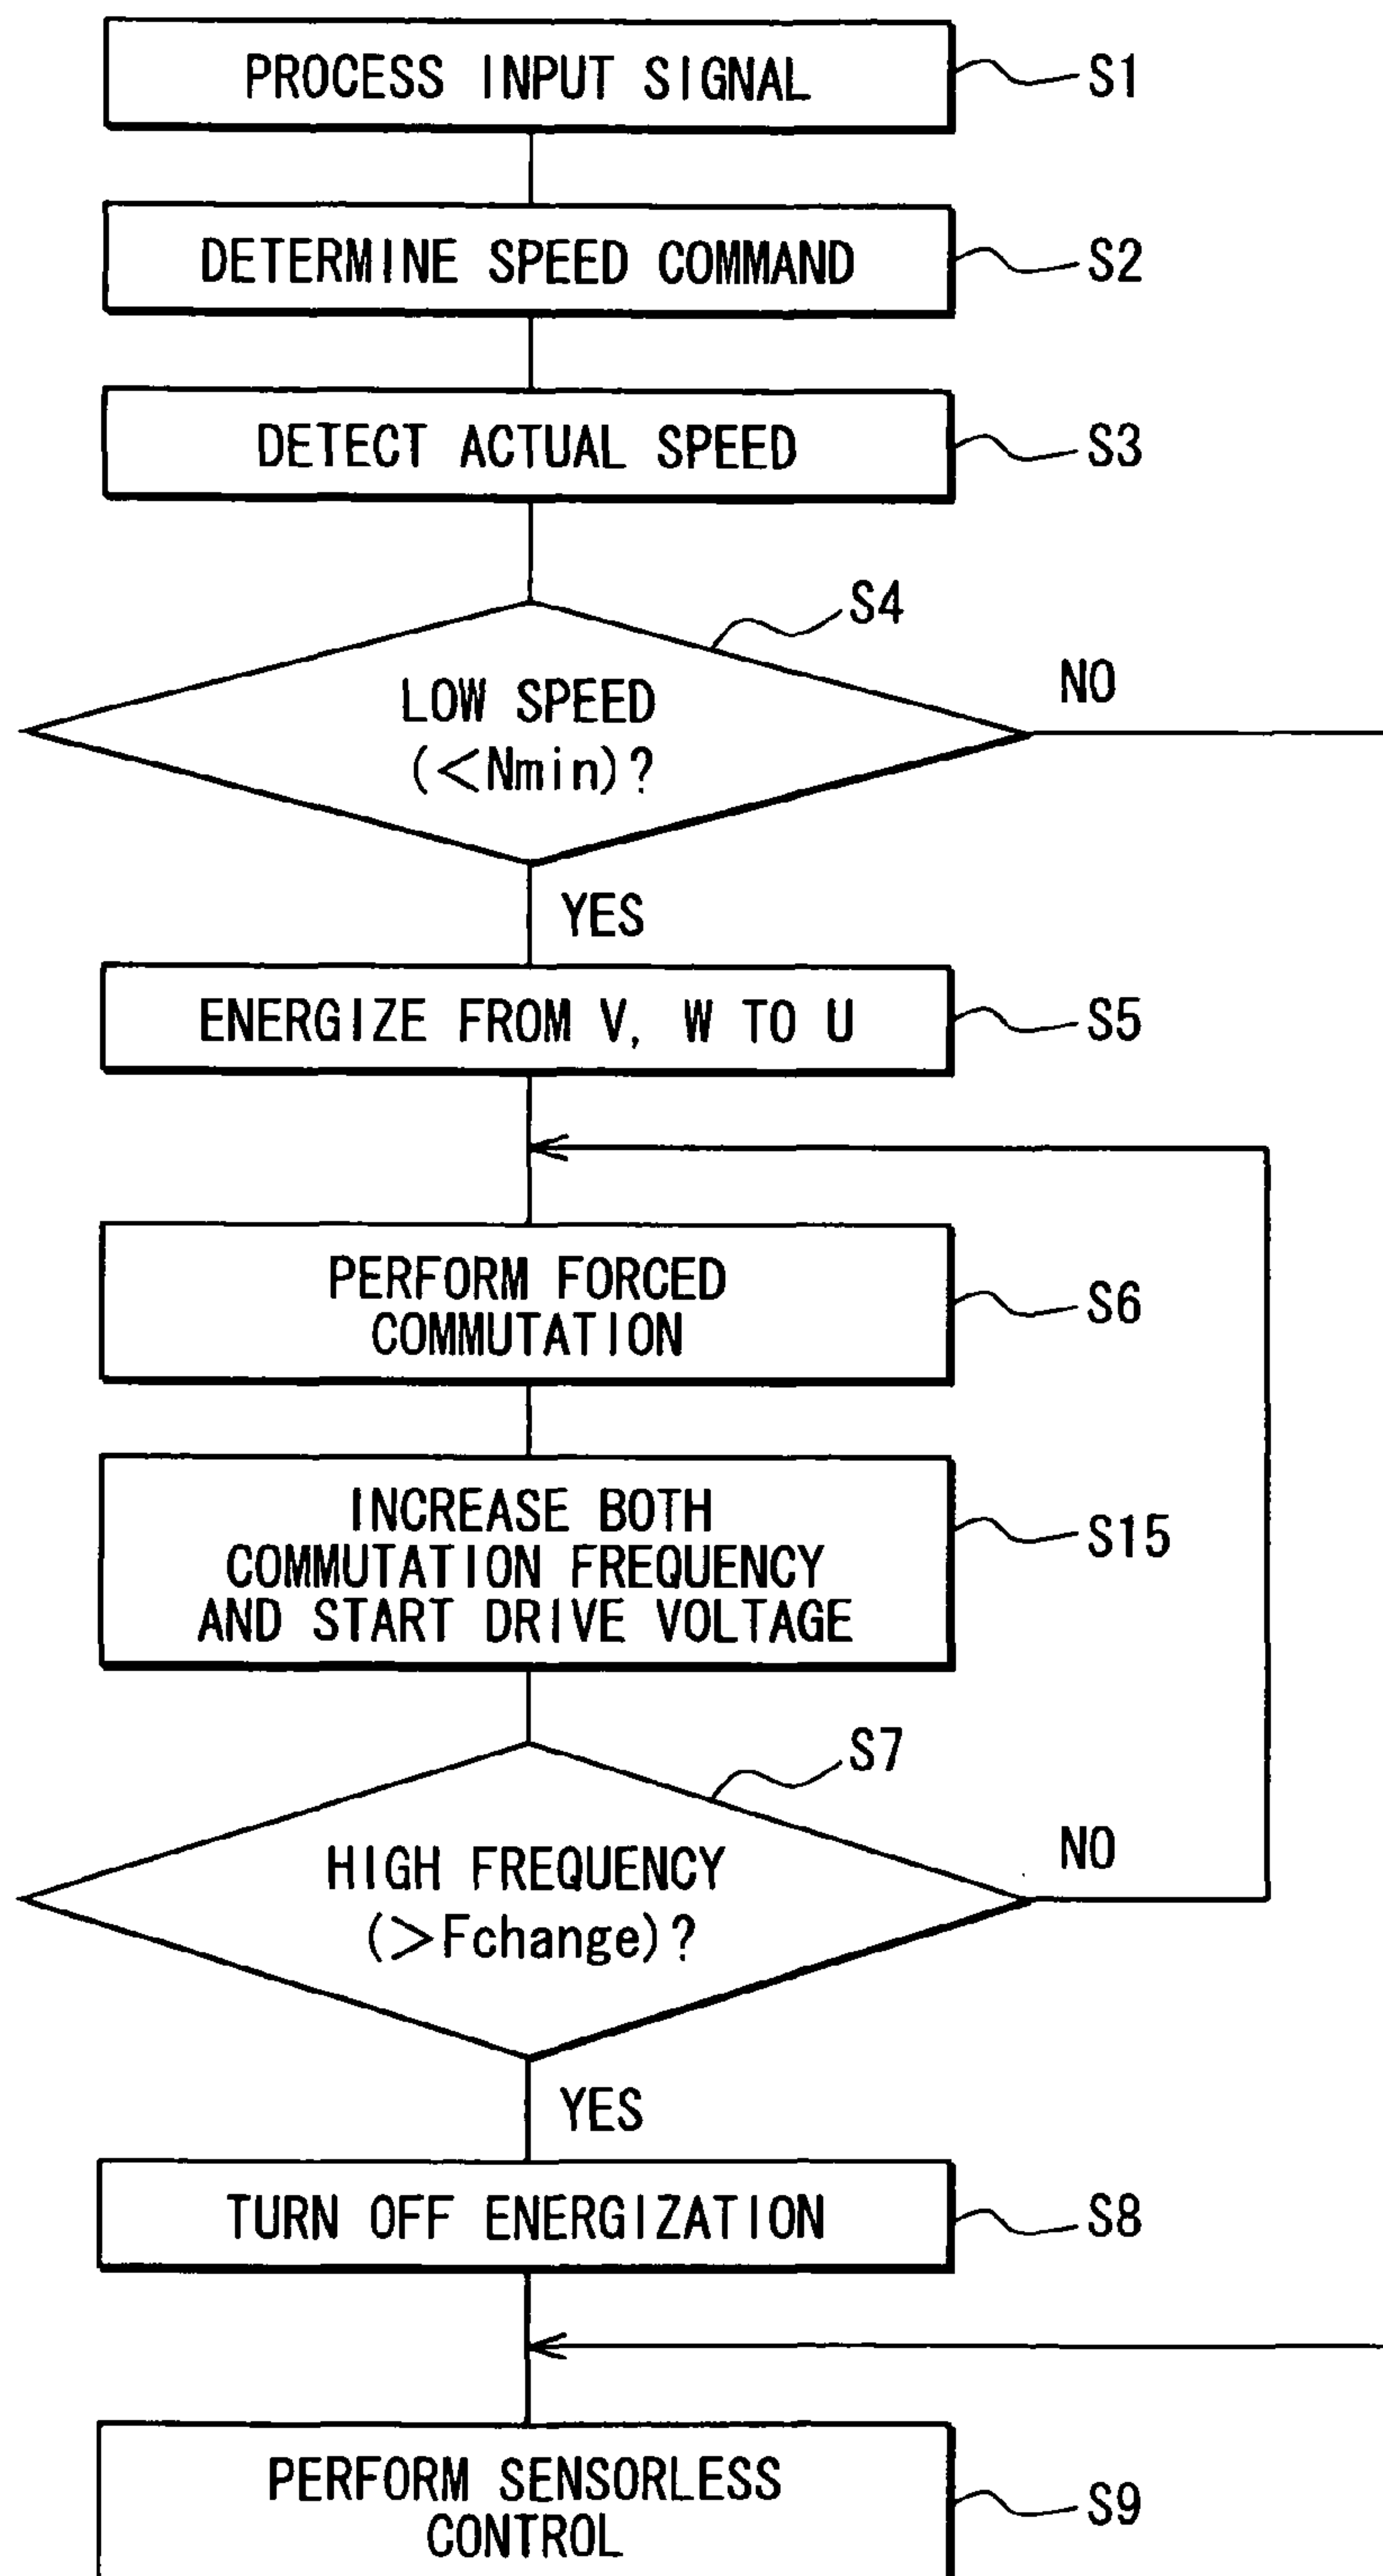 PROCESS INPUT SIGNAL
S1
DETERMINE SPEED COMMAND
S2
DETECT ACTUAL SPEED
S3
S4
LOW SPEED
(<Nmin)?
NO
YES
ENERGIZE FROM V, W TO U
S5
PERFORM FORCED
COMMUTATION
S6
INCREASE BOTH
COMMUTATION FREQUENCY
AND START DRIVE VOLTAGE
S15
S7
HIGH FREQUENCY
(>Fchange)?
NO
YES
TURN OFF ENERGIZATION
S8
PERFORM SENSORLESS
CONTROL
S9